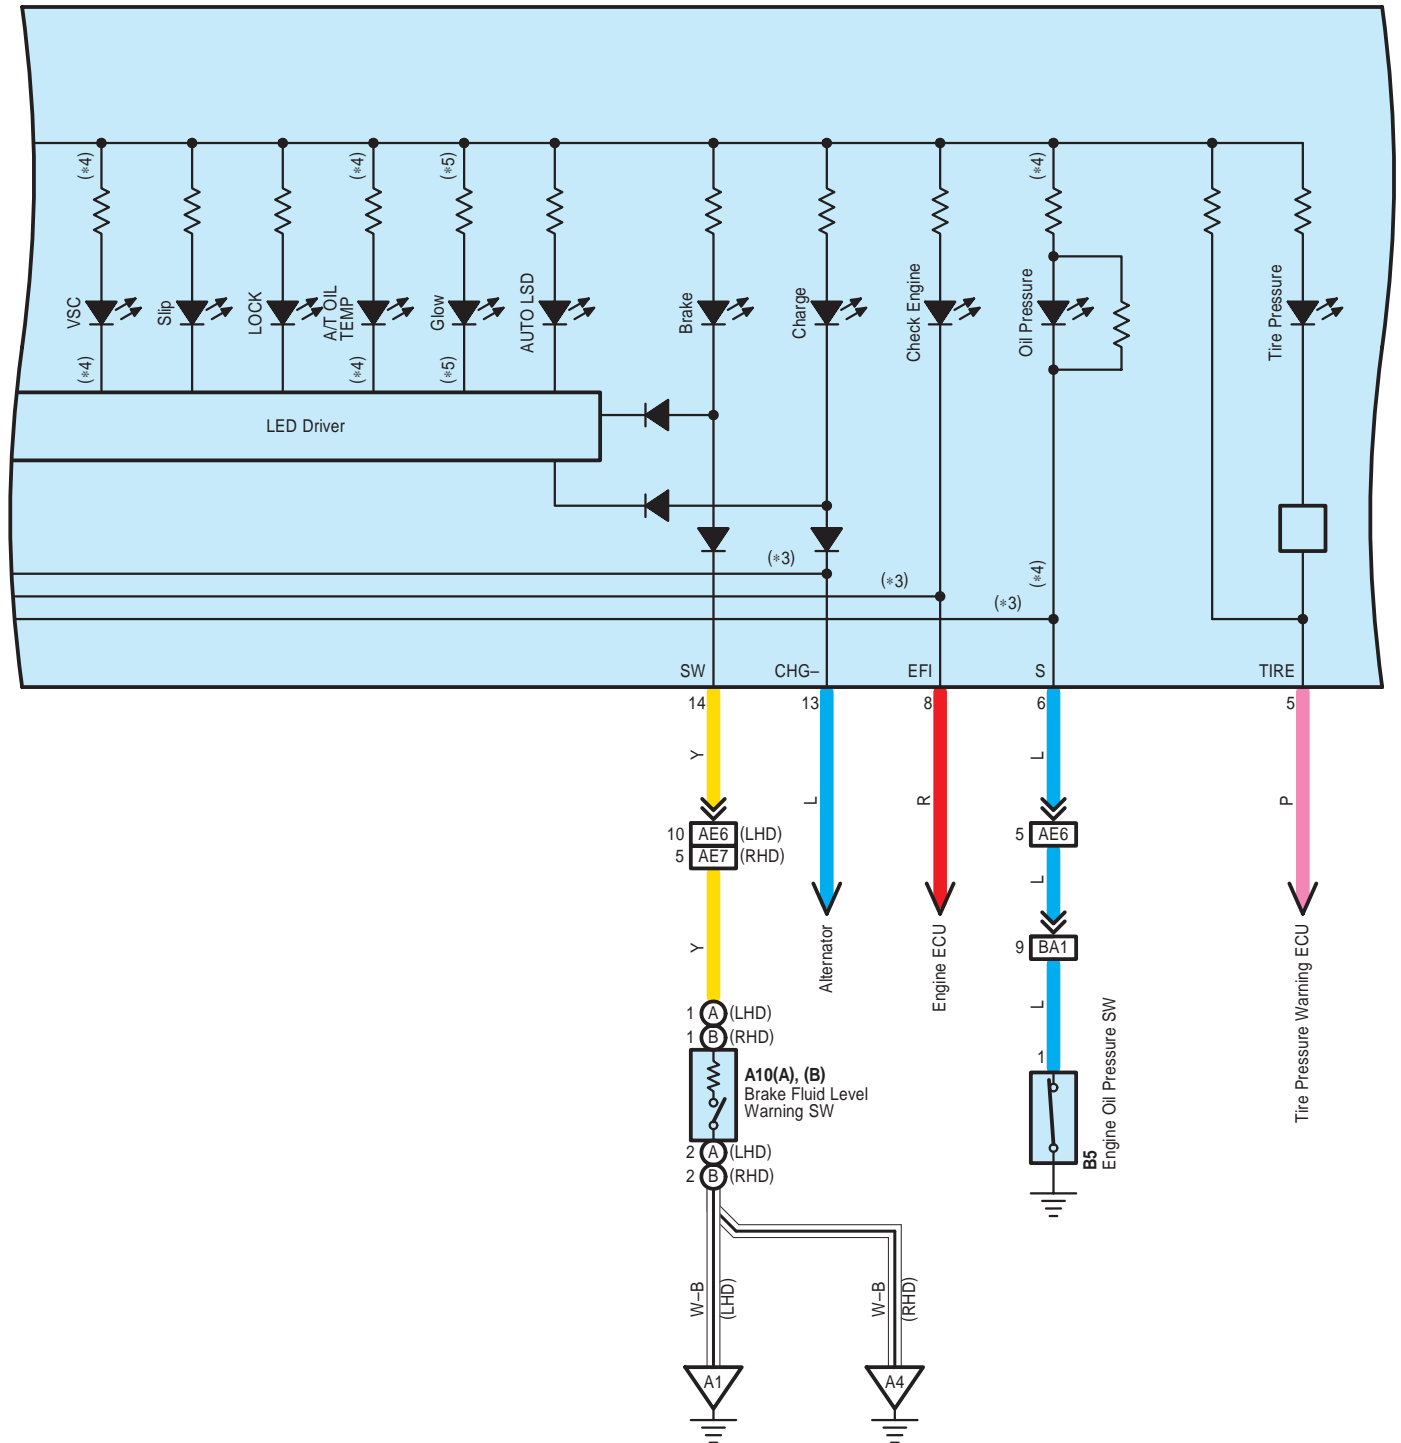 (*4)
(*4)
(*5)
(*4)
VSC
Slip
LOCK
A/T OIL
TEMP
Glow
AUTO LSD
Brake
Charge
Check Engine
Oil Pressure
Tire Pressure
(*4)
(*4)
(*5)
LED Driver
(*3)
(*3)
(*4)
(*3)
SW
CHG–
EFI
S
TIRE
14
13
8
6
5
Y
L
R
L
P
10 AE6 (LHD)
5 AE7 (RHD)
5 AE6
L
Y
Alternator
Engine ECU
9 BA1
Tire Pressure Warning ECU
L
1 A (LHD)
1 B (RHD)
1
A10(A), (B)
Brake Fluid Level
Warning SW
B5
Engine Oil Pressure SW
2 A (LHD)
2 B (RHD)
W–B
(LHD)
W–B
(RHD)
A1
A4